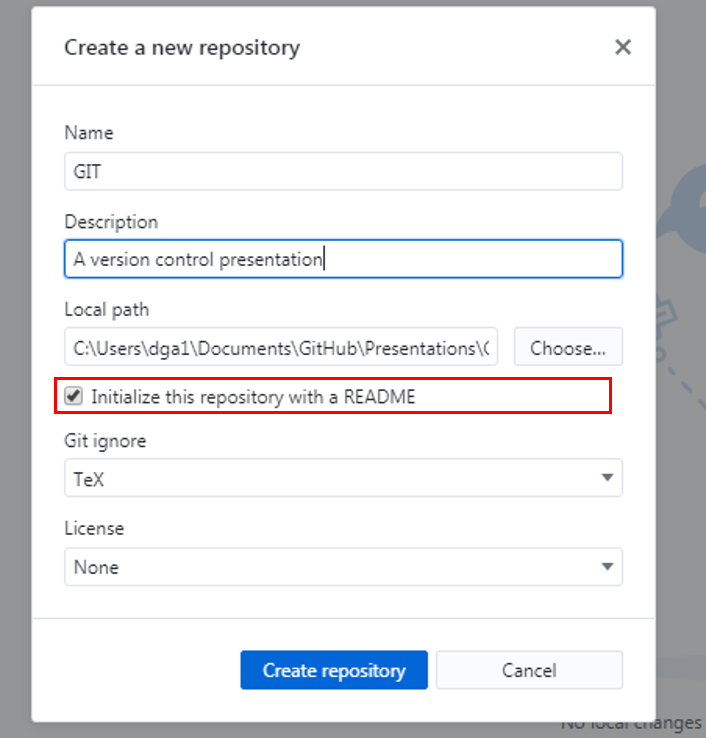 Create a new repository
Name
GIT
Description
A version control presentation
Local path
C:\Users\dga1\Documents\GitHub\Presentations\(
Choose...
Initialize this repository with a README
Git ignore
TeX
License
None
Create repository
Cancel
No local changes